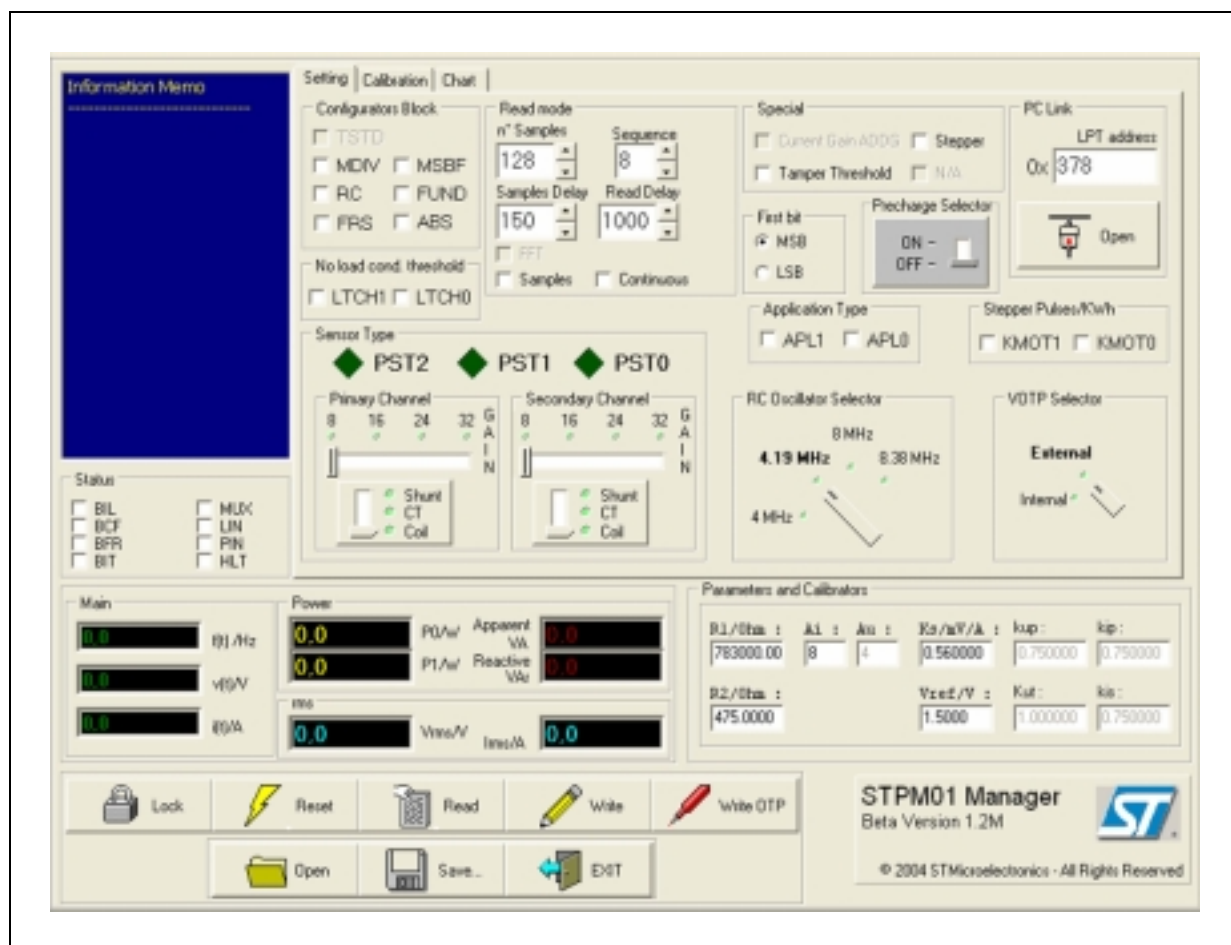 Information Memo
----------------------------
Setting
Calibration
Chart
Configurators Block
TSTD
MDIV
MSBF
RC
FUND
FRS
ABS
No load cond. threshold
LTCH1
LTCH0
Read mode
n° Samples
Sequence
128
8
Samples Delay
Read Delay
150
1000
FFT
Samples
Continuous
Special
Current Gain ADDG
Stepper
Tamper Threshold
N/A
First bit
MSB
LSB
Precharge Selector
ON -
OFF -
PC Link
LPT address
0x 378
Open
Application Type
APL1
APL0
Stepper Pulses/KWh
KMOT1
KMOT0
Sensor Type
PST2
PST1
PST0
Primary Channel
8 16 24 32
GAIN
Shunt
CT
Coil
Secondary Channel
8 16 24 32
GAIN
Shunt
CT
Coil
RC Oscillator Selector
8 MHz
4.19 MHz
8.38 MHz
4 MHz
VOTP Selector
External
Internal
Status
BIL
MUX
BCF
LIN
BFR
PIN
BIT
HLT
Main
0,0 f(t) /Hz
0,0 v(t)/V
0,0 i(t)/A
Power
0,0 P0/w
Apparent VA 0,0
0,0 P1/w
Reactive VAr 0,0
rms
0,0 Vrms/V
Irms/A 0,0
Parameters and Calibrators
R1/Ohm : Ai : Au : Ks/mV/A : kup : kip :
783000.00 8 4 0.560000 0.750000 0.750000
R2/Ohm : Vref/V : Kut : kis :
475.0000 1.5000 1.000000 0.750000
Lock
Reset
Read
Write
Write OTP
Open
Save...
EXIT
STPM01 Manager
Beta Version 1.2M
ST
© 2004 STMicroelectronics - All Rights Reserved